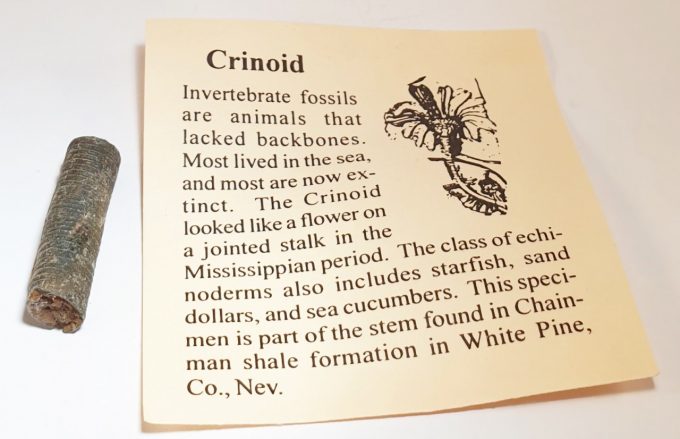 Crinoid
Invertebrate fossils
are animals that
lacked backbones.
Most lived in the sea,
and most are now ex-
tinct. The Crinoid
looked like a flower on
a jointed stalk in the
Mississippian period. The class of echi-
noderms also includes starfish, sand
dollars, and sea cucumbers. This speci-
men is part of the stem found in Chain-
man shale formation in White Pine,
Co., Nev.